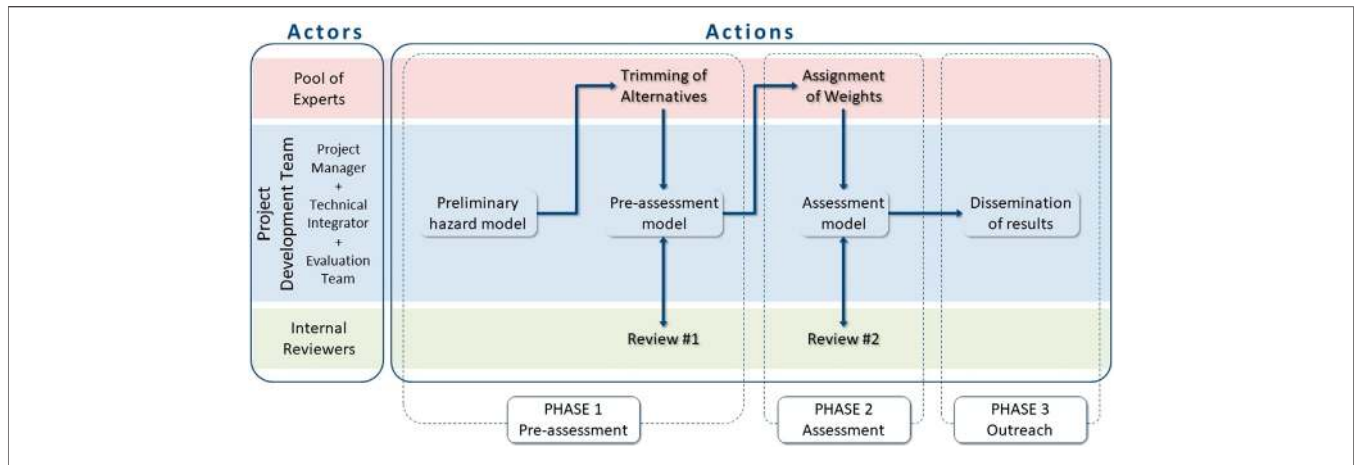 Actors
Actions
Pool of
Experts
Trimming of
Alternatives
Assignment
of Weights
Project
Development Team
Project
Manager
+
Technical
Integrator
+
Evaluation
Team
Preliminary
hazard model
Pre-assessment
model
Assessment
model
Dissemination
of results
Internal
Reviewers
Review #1
Review #2
PHASE 1
Pre-assessment
PHASE 2
Assessment
PHASE 3
Outreach